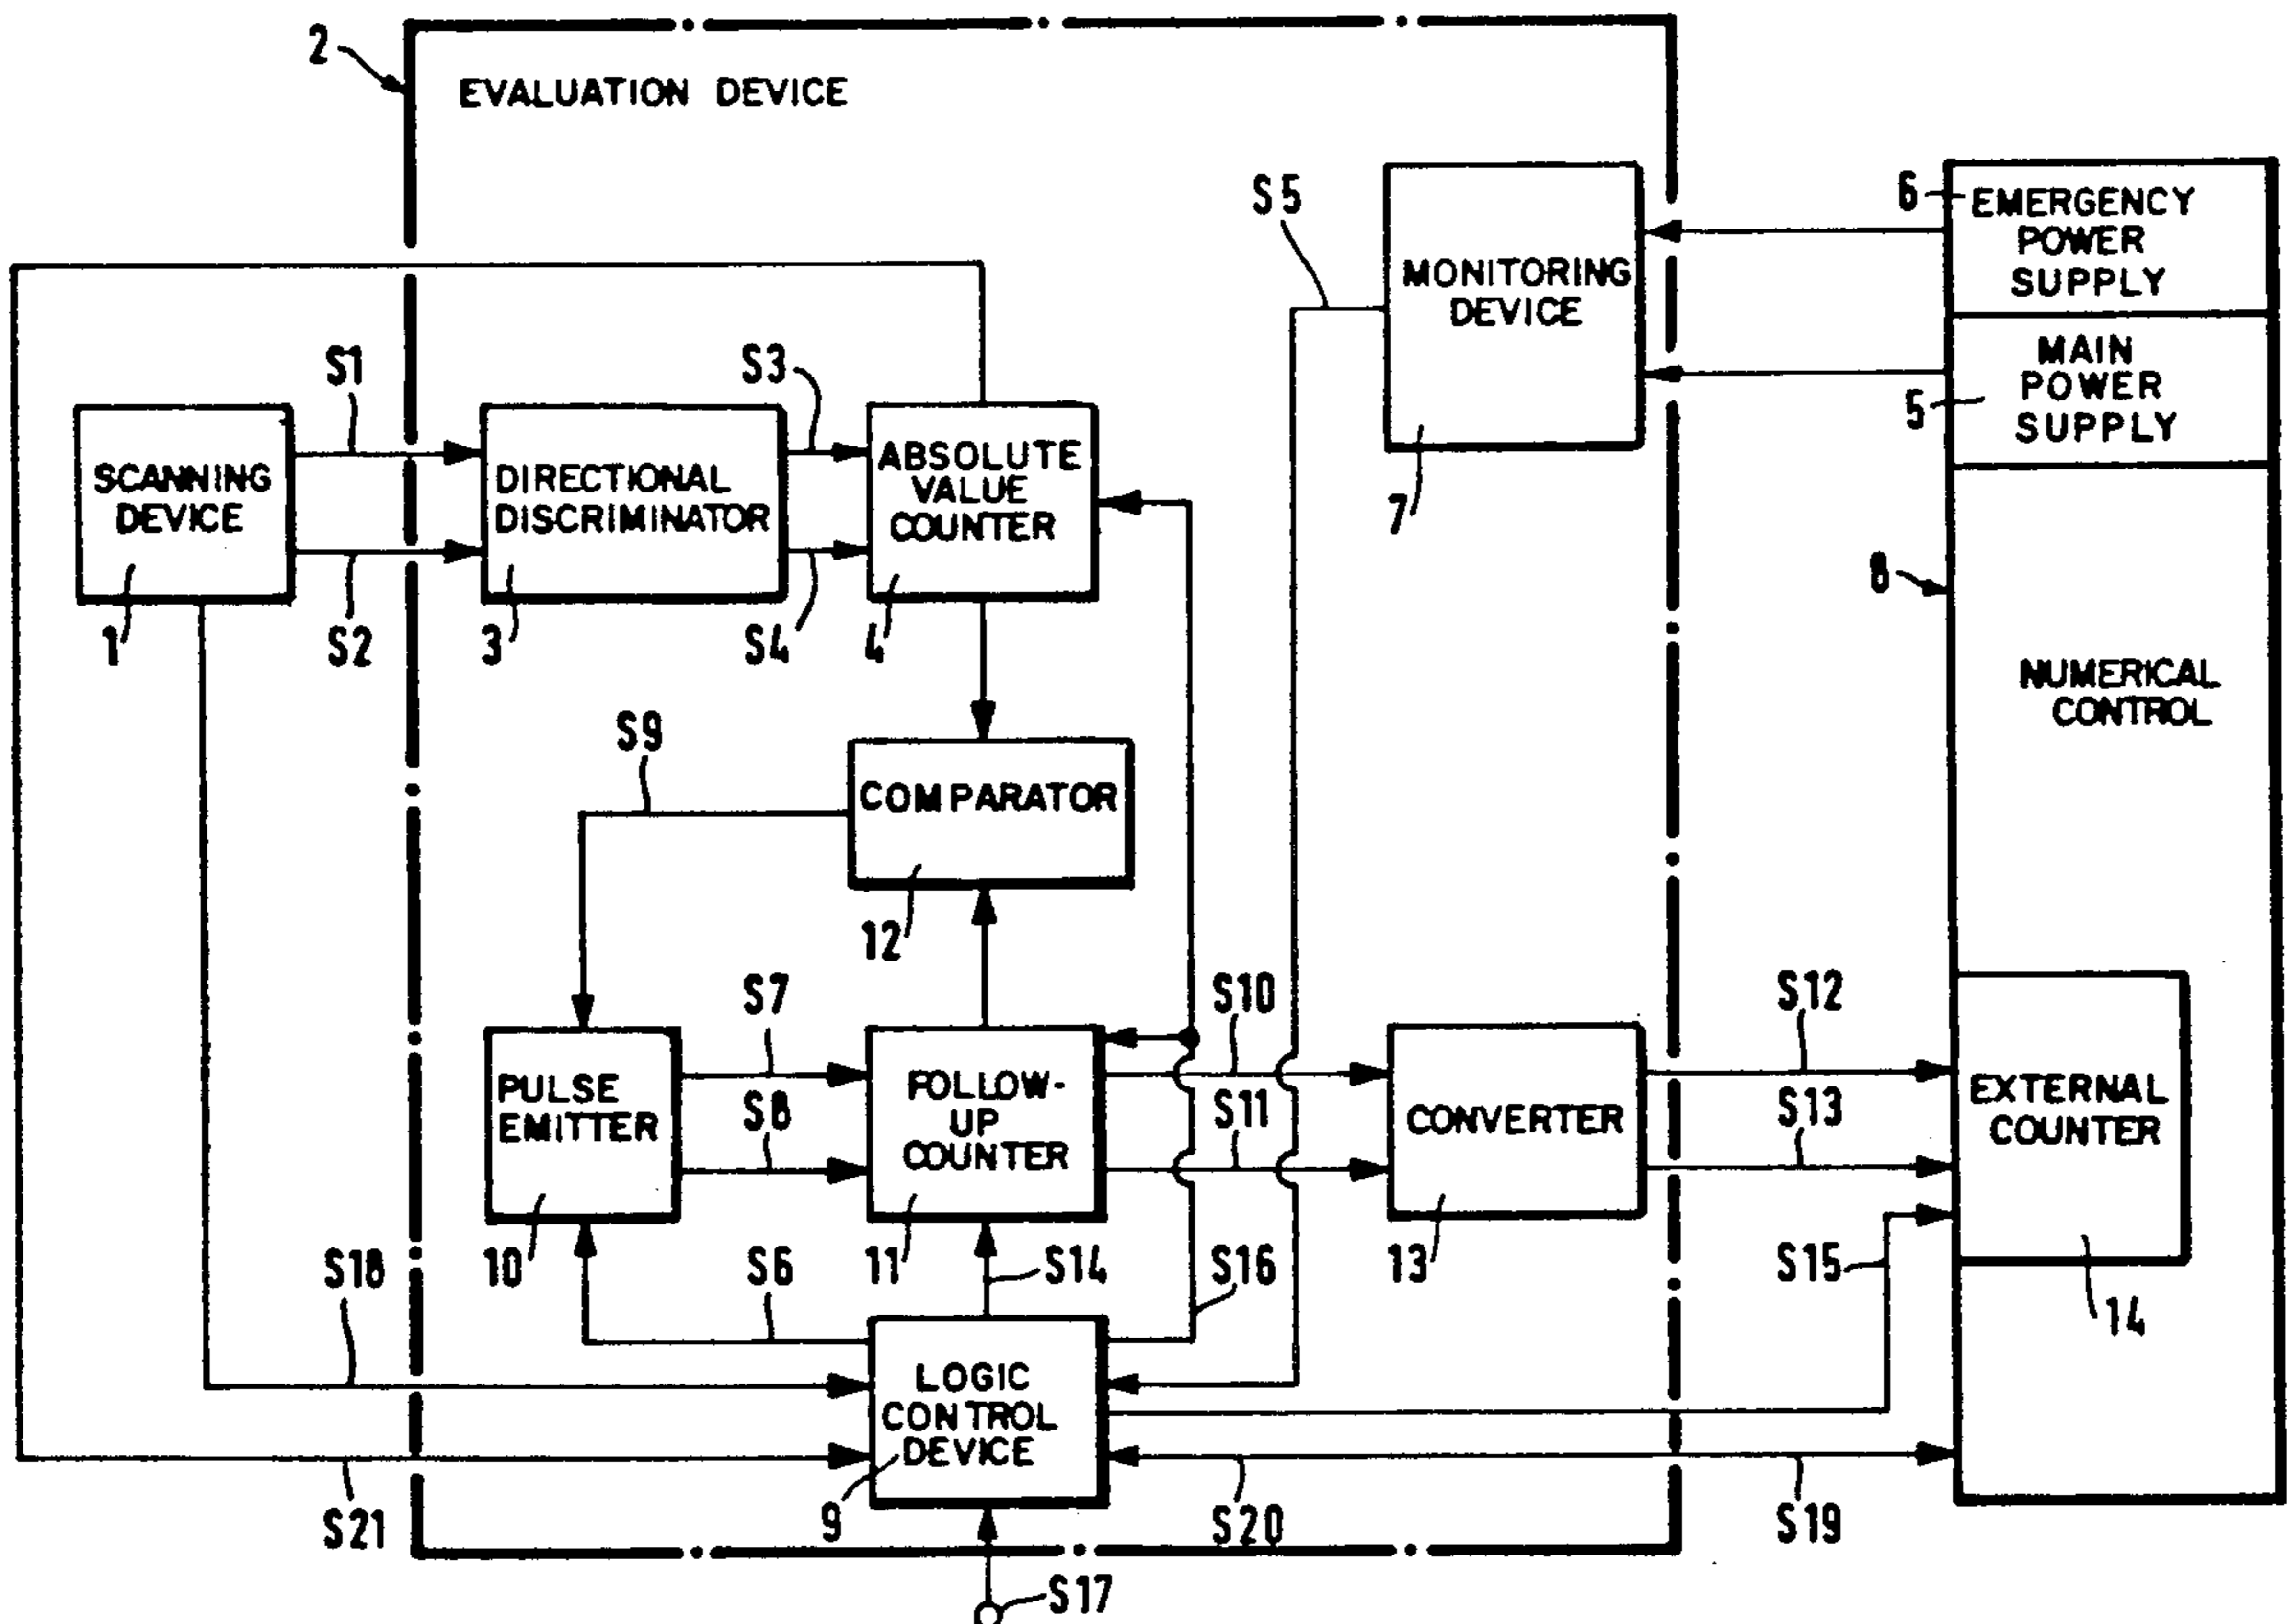 2
EVALUATION DEVICE
S5
6
EMERGENCY
POWER
SUPPLY
MONITORING
DEVICE
7
MAIN
POWER
SUPPLY
5
S1
S3
SCANNING
DEVICE
1
S2
DIRECTIONAL
DISCRIMINATOR
3
S4
ABSOLUTE
VALUE
COUNTER
4
8
NUMERICAL
CONTROL
S9
COMPARATOR
12
S7
S8
S10
S11
S12
S13
PULSE
EMITTER
10
FOLLOW-
UP
COUNTER
11
CONVERTER
13
EXTERNAL
COUNTER
14
S18
S6
S14
S16
S15
LOGIC
CONTROL
DEVICE
9
S21
S20
S19
S17